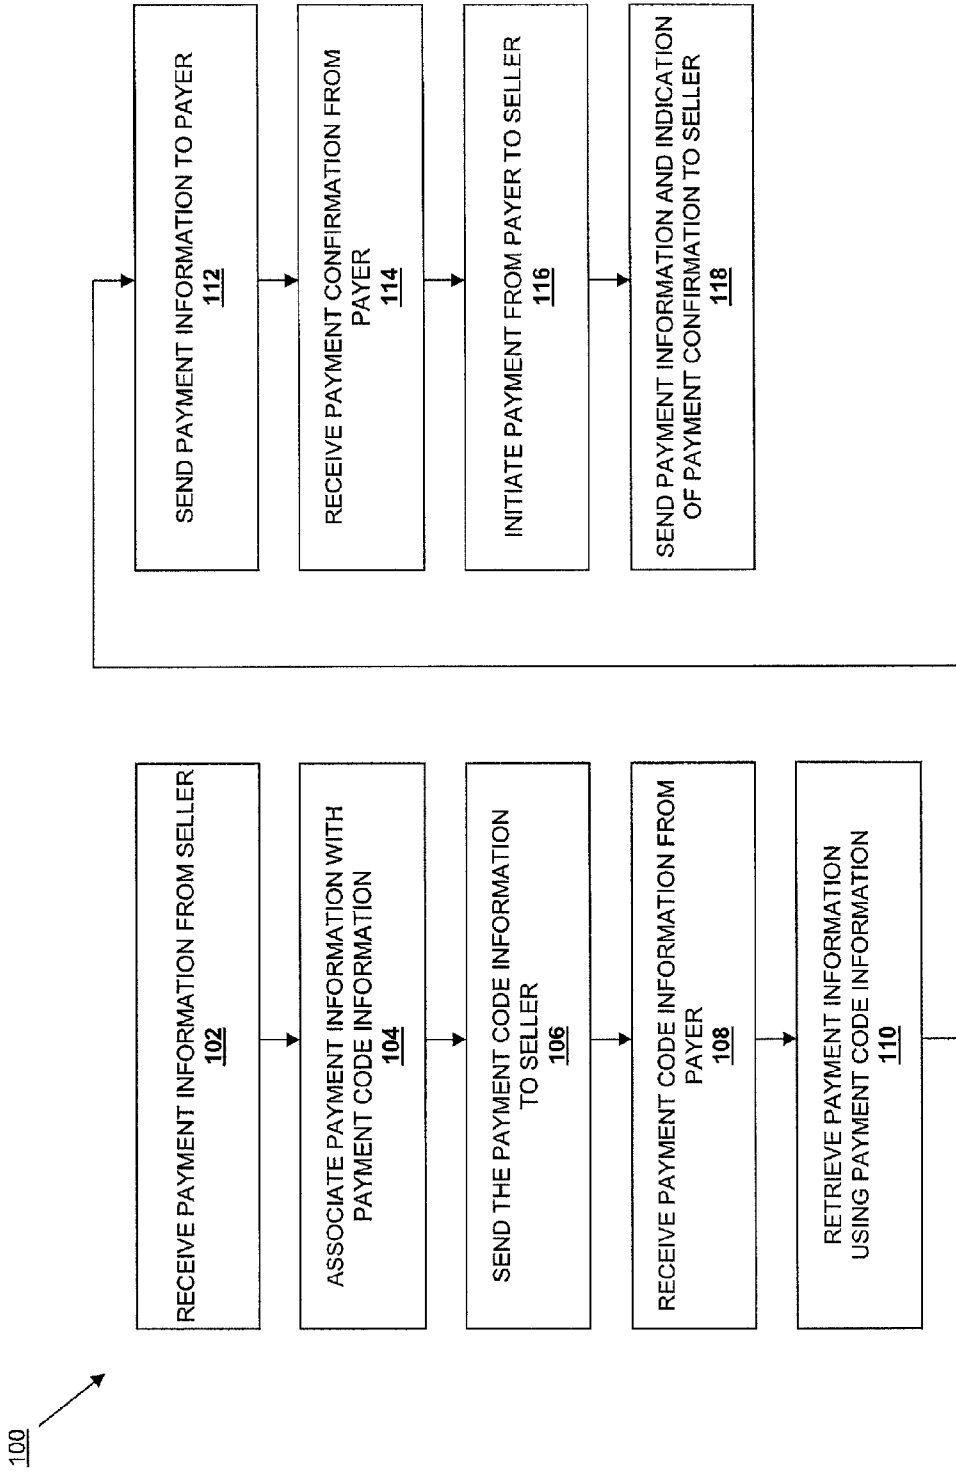 100
RECEIVE PAYMENT INFORMATION FROM SELLER
102
ASSOCIATE PAYMENT INFORMATION WITH
PAYMENT CODE INFORMATION
104
SEND THE PAYMENT CODE INFORMATION
TO SELLER
106
RECEIVE PAYMENT CODE INFORMATION FROM
PAYER
108
RETRIEVE PAYMENT INFORMATION
USING PAYMENT CODE INFORMATION
110
SEND PAYMENT INFORMATION TO PAYER
112
RECEIVE PAYMENT CONFIRMATION FROM
PAYER
114
INITIATE PAYMENT FROM PAYER TO SELLER
116
SEND PAYMENT INFORMATION AND INDICATION
OF PAYMENT CONFIRMATION TO SELLER
118